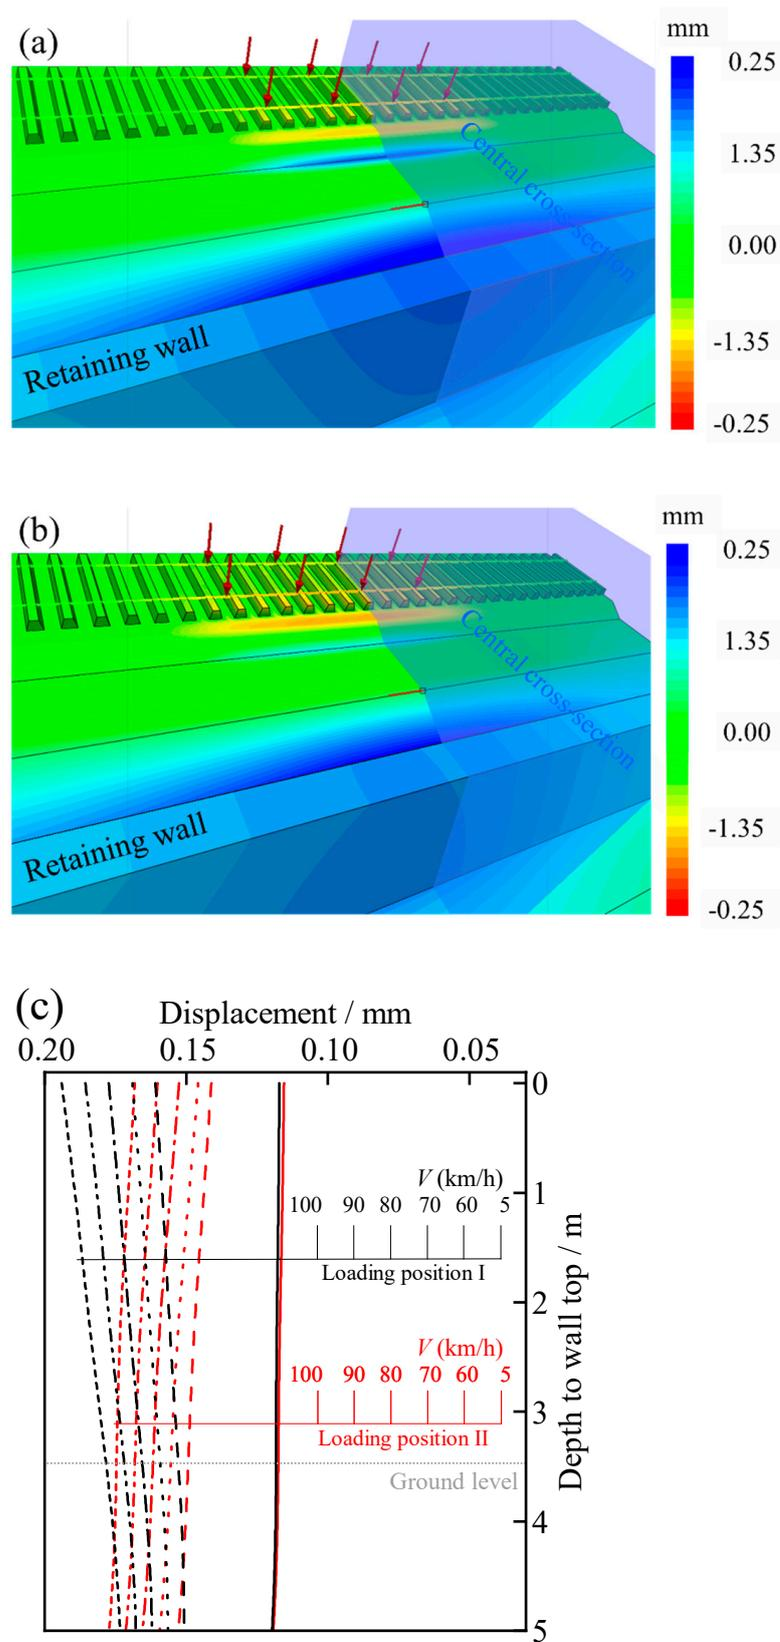 (a)
mm
0.25
1.35
0.00
-1.35
-0.25
Central cross-section
Retaining wall
(b)
mm
0.25
1.35
0.00
-1.35
-0.25
Central cross-section
Retaining wall
(c)
Displacement / mm
0.20 0.15 0.10 0.05
0
1
2
3
4
5
Depth to wall top / m
V (km/h)
100 90 80 70 60 5
Loading position I
V (km/h)
100 90 80 70 60 5
Loading position II
Ground level